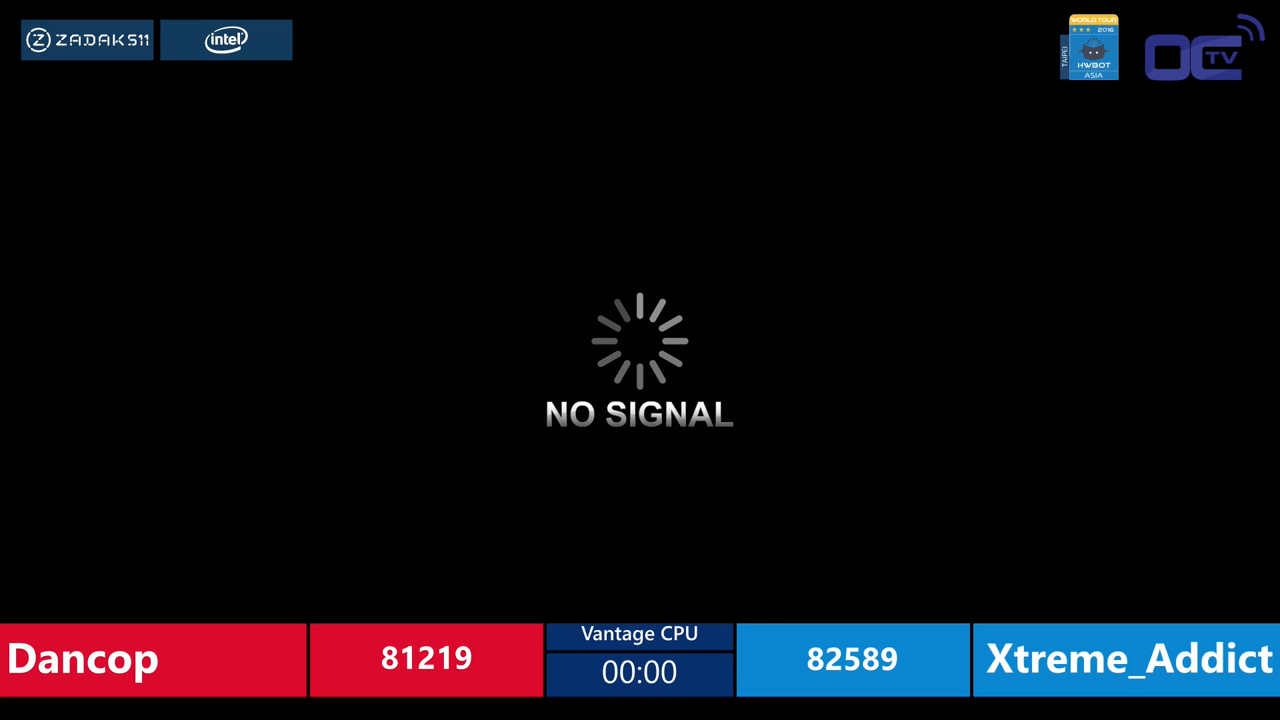 ZADAK511
intel
WORLD TOUR
2016
TAIPEI
HWBOT
ASIA
OC
TV
NO SIGNAL
Dancop
81219
Vantage CPU
00:00
82589
Xtreme_Addict